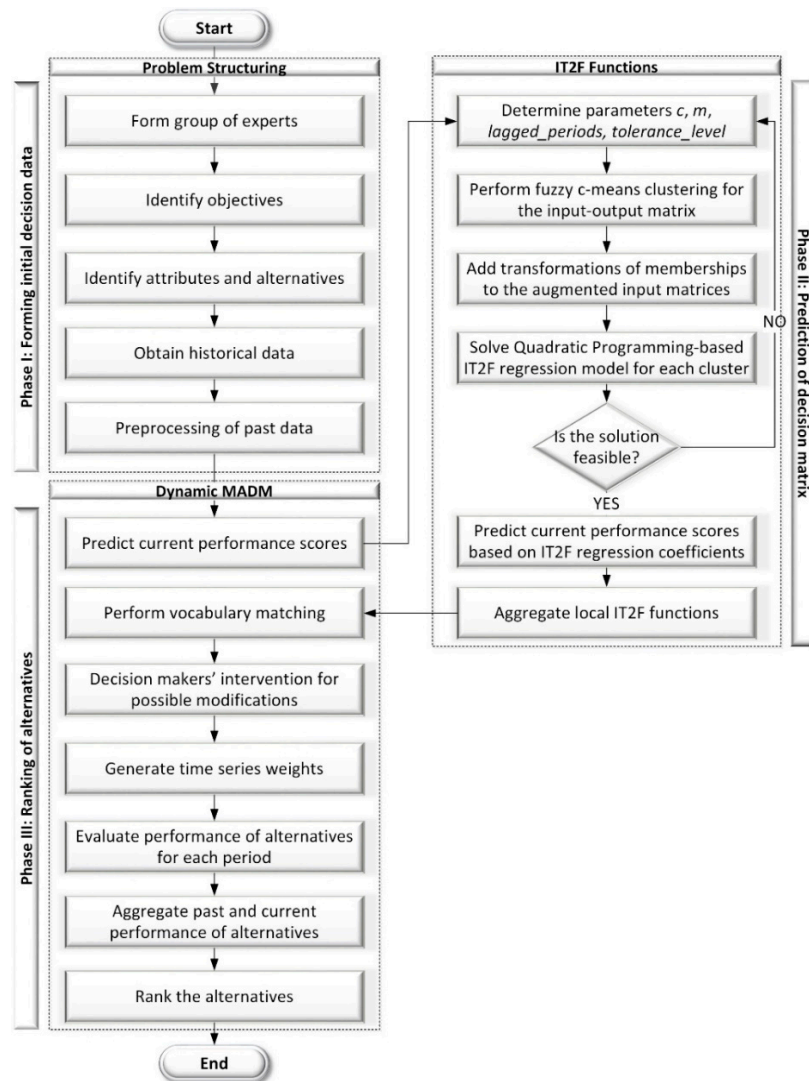 Start
Problem Structuring
Phase I: Forming initial decision data
Form group of experts
Identify objectives
Identify attributes and alternatives
Obtain historical data
Preprocessing of past data
Dynamic MADM
Phase III: Ranking of alternatives
Predict current performance scores
Perform vocabulary matching
Decision makers’ intervention for
possible modifications
Generate time series weights
Evaluate performance of alternatives
for each period
Aggregate past and current
performance of alternatives
Rank the alternatives
End
IT2F Functions
Phase II: Prediction of decision matrix
Determine parameters c, m,
lagged_periods, tolerance_level
Perform fuzzy c-means clustering for
the input-output matrix
Add transformations of memberships
to the augmented input matrices
NO
Solve Quadratic Programming-based
IT2F regression model for each cluster
Is the solution
feasible?
YES
Predict current performance scores
based on IT2F regression coefficients
Aggregate local IT2F functions